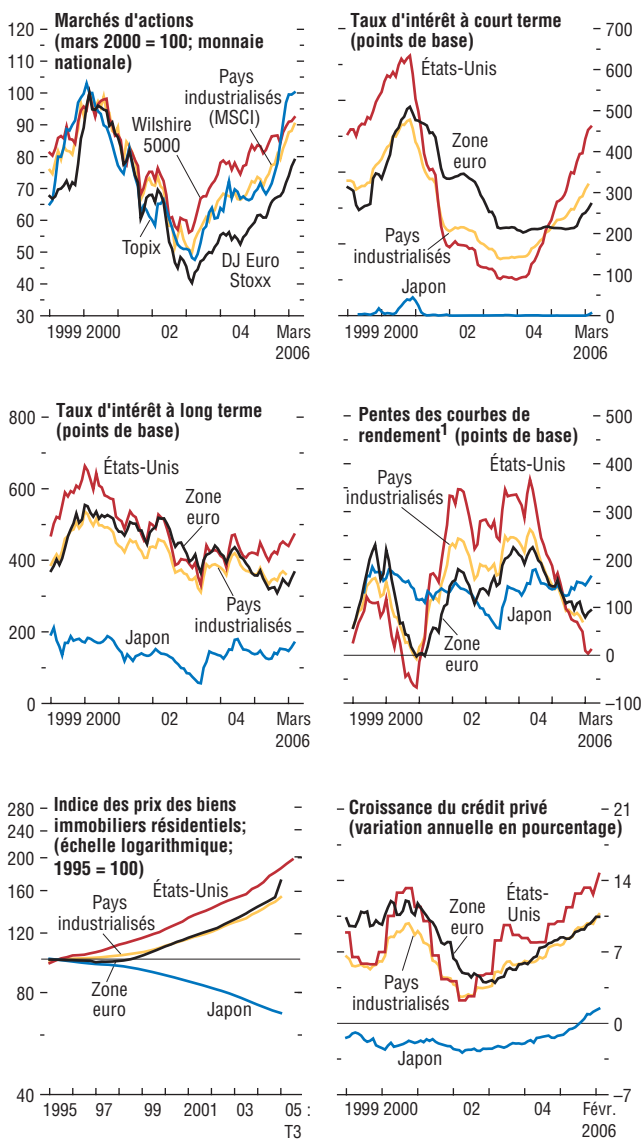 Marchés d'actions
(mars 2000 = 100; monnaie
nationale)
120
110
100
90
80
70
60
50
40
30
Pays
industrialisés
(MSCI)
Wilshire
5000
Topix
DJ Euro
Stoxx
1999 2000 02 04 Mars
2006
Taux d'intérêt à court terme
(points de base)
700
600
500
400
300
200
100
0
États-Unis
Zone
euro
Pays
industrialisés
Japon
1999 2000 02 04 Mars
2006
Taux d'intérêt à long terme
(points de base)
800
600
400
200
0
États-Unis
Zone
euro
Pays
industrialisés
Japon
1999 2000 02 04 Mars
2006
Pentes des courbes de
rendement¹ (points de base)
500
400
300
200
100
0
–100
États-Unis
Pays
industrialisés
Japon
Zone
euro
1999 2000 02 04 Mars
2006
Indice des prix des biens
immobiliers résidentiels;
(échelle logarithmique;
1995 = 100)
280
240
200
160
120
80
40
États-Unis
Pays
industrialisés
Zone
euro
Japon
1995 97 99 2001 03 05 :
T3
Croissance du crédit privé
(variation annuelle en pourcentage)
21
14
7
0
–7
États-
Unis
Zone
euro
Pays
industrialisés
Japon
1999 2000 02 04 Févr.
2006